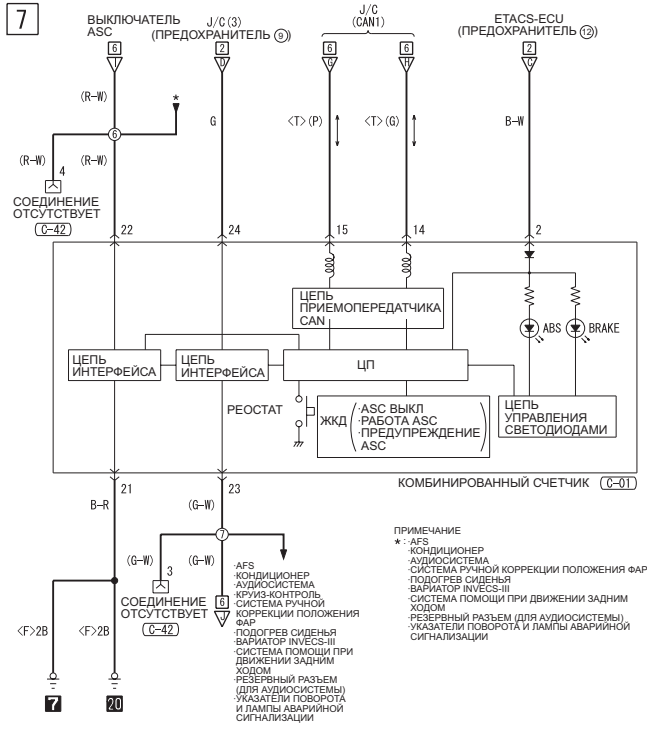 7
ВЫКЛЮЧАТЕЛЬ
ASC
J/C (3)
(ПРЕДОХРАНИТЕЛЬ ⑨)
J/C
(CAN1)
ETACS-ECU
(ПРЕДОХРАНИТЕЛЬ ⑫)
6 2 6 6 2
I D G H C
(R-W) * G <T> (P) <T> (G) B-W
6
(R-W) (R-W)
4
СОЕДИНЕНИЕ
ОТСУТСТВУЕТ
C-42
22 24 15 14 2
ЦЕПЬ
ПРИЕМОПЕРЕДАТЧИКА
CAN
ABS BRAKE
ЦЕПЬ
ИНТЕРФЕЙСА
ЦЕПЬ
ИНТЕРФЕЙСА
ЦП
РЕОСТАТ
ЖКД
·ASC ВЫКЛ
·РАБОТА ASC
·ПРЕДУПРЕЖДЕНИЕ
ASC
ЦЕПЬ
УПРАВЛЕНИЯ
СВЕТОДИОДАМИ
КОМБИНИРОВАННЫЙ СЧЕТЧИК C-01
21 23
B-R (G-W)
7
(G-W) (G-W)
3
СОЕДИНЕНИЕ
ОТСУТСТВУЕТ
C-42
6
J
<F>2B <F>2B
7 20
·AFS
·КОНДИЦИОНЕР
·АУДИОСИСТЕМА
·КРУИЗ-КОНТРОЛЬ
·СИСТЕМА РУЧНОЙ
КОРРЕКЦИИ ПОЛОЖЕНИЯ
ФАР
·ПОДОГРЕВ СИДЕНЬЯ
·ВАРИАТОР INVECS-III
·СИСТЕМА ПОМОЩИ ПРИ
ДВИЖЕНИИ ЗАДНИМ
ХОДОМ
·РЕЗЕРВНЫЙ РАЗЪЕМ
(ДЛЯ АУДИОСИСТЕМЫ)
·УКАЗАТЕЛИ ПОВОРОТА
И ЛАМПЫ АВАРИЙНОЙ
СИГНАЛИЗАЦИИ
ПРИМЕЧАНИЕ
* : ·AFS
·КОНДИЦИОНЕР
·АУДИОСИСТЕМА
·СИСТЕМА РУЧНОЙ КОРРЕКЦИИ ПОЛОЖЕНИЯ ФАР
·ПОДОГРЕВ СИДЕНЬЯ
·ВАРИАТОР INVECS-III
·СИСТЕМА ПОМОЩИ ПРИ ДВИЖЕНИИ ЗАДНИМ
ХОДОМ
·РЕЗЕРВНЫЙ РАЗЪЕМ (ДЛЯ АУДИОСИСТЕМЫ)
·УКАЗАТЕЛИ ПОВОРОТА И ЛАМПЫ АВАРИЙНОЙ
СИГНАЛИЗАЦИИ